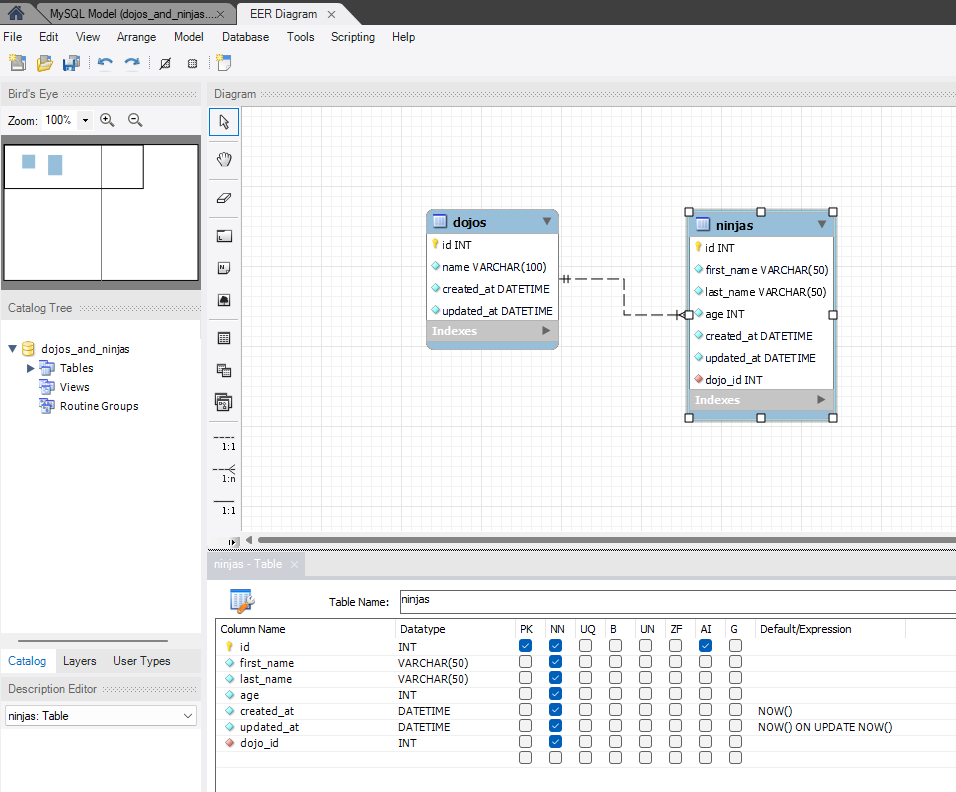 MySQL Model (dojos_and_ninjas.... × EER Diagram ×
File Edit View Arrange Model Database Tools Scripting Help
Bird's Eye
Zoom: 100%
Catalog Tree
dojos_and_ninjas
Tables
Views
Routine Groups
Catalog Layers User Types
Description Editor
ninjas: Table
Diagram
1:1
1:n
1:1
dojos
id INT
name VARCHAR(100)
created_at DATETIME
updated_at DATETIME
Indexes
ninjas
id INT
first_name VARCHAR(50)
last_name VARCHAR(50)
age INT
created_at DATETIME
updated_at DATETIME
dojo_id INT
Indexes
ninjas - Table ×
Table Name: ninjas
Column Name Datatype PK NN UQ B UN ZF AI G Default/Expression
id INT
first_name VARCHAR(50)
last_name VARCHAR(50)
age INT
created_at DATETIME NOW()
updated_at DATETIME NOW() ON UPDATE NOW()
dojo_id INT